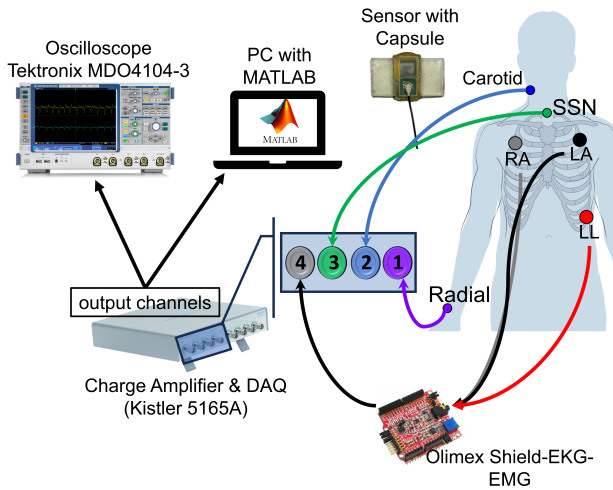 Oscilloscope
Tektronix MDO4104-3
PC with
MATLAB
MATLAB
Sensor with
Capsule
Carotid
SSN
RA
LA
LL
4 3 2 1
Radial
output channels
Charge Amplifier & DAQ
(Kistler 5165A)
Olimex Shield-EKG-
EMG